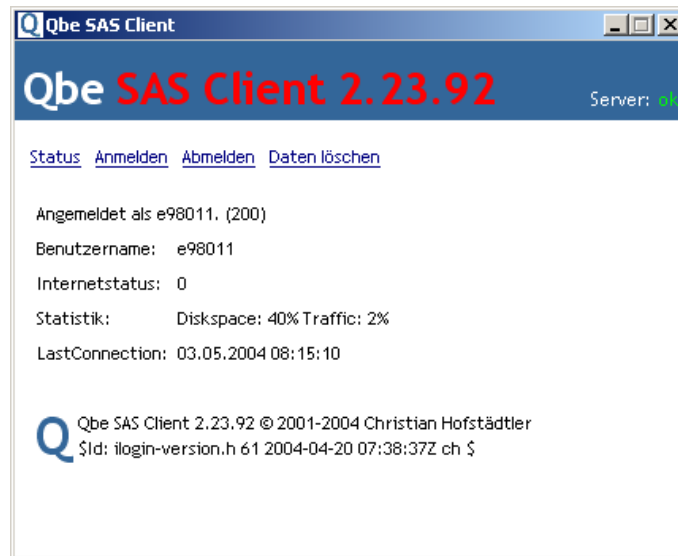 Qbe SAS Client
Qbe SAS Client 2.23.92
Server: ok
Status Anmelden Abmelden Daten löschen
Angemeldet als e98011. (200)
Benutzername: e98011
Internetstatus: 0
Statistik: Diskspace: 40% Traffic: 2%
LastConnection: 03.05.2004 08:15:10
Qbe SAS Client 2.23.92 © 2001-2004 Christian Hofstädtler
$Id: ilogin-version.h 61 2004-04-20 07:38:37Z ch $